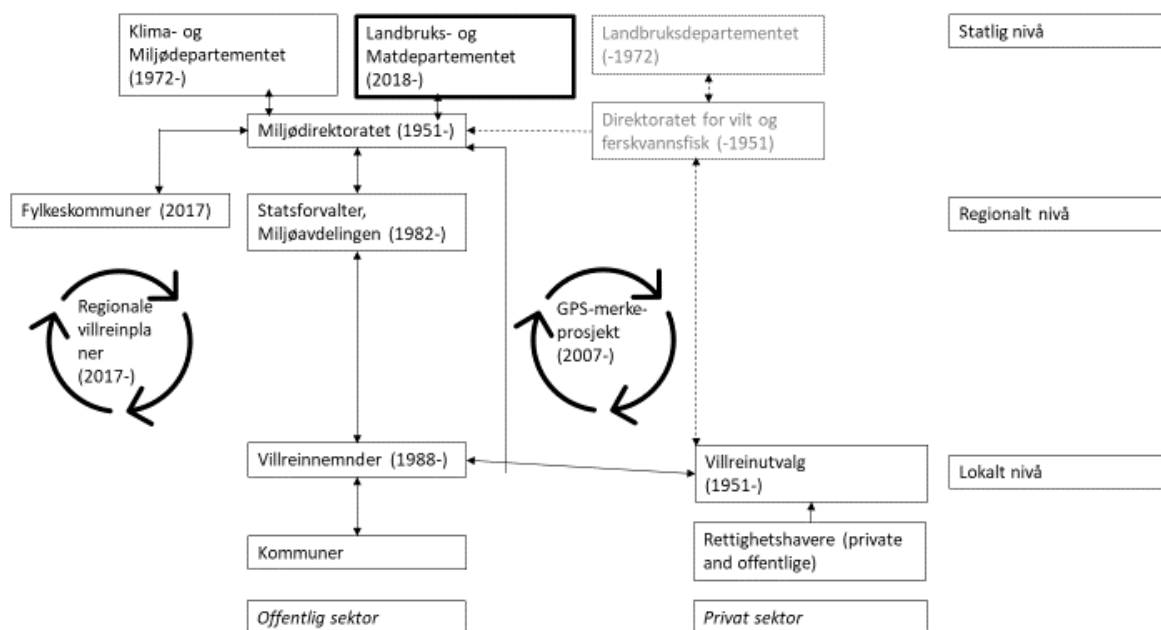 Klima- og
Miljødepartementet
(1972-)
Landbruks- og
Matdepartementet
(2018-)
Landbruksdepartementet
(-1972)
Statlig nivå
Miljødirektoratet (1951-)
Direktoratet for vilt og
ferskvannsfisk (-1951)
Fylkeskommuner (2017)
Statsforvalter,
Miljøavdelingen (1982-)
Regionalt nivå
Regionale
villreinpla
ner
(2017-)
GPS-merke-
prosjekt
(2007-)
Villreinnemnder (1988-)
Villreinutvalg
(1951-)
Lokalt nivå
Kommuner
Rettighetshavere (private
and offentlige)
Offentlig sektor
Privat sektor